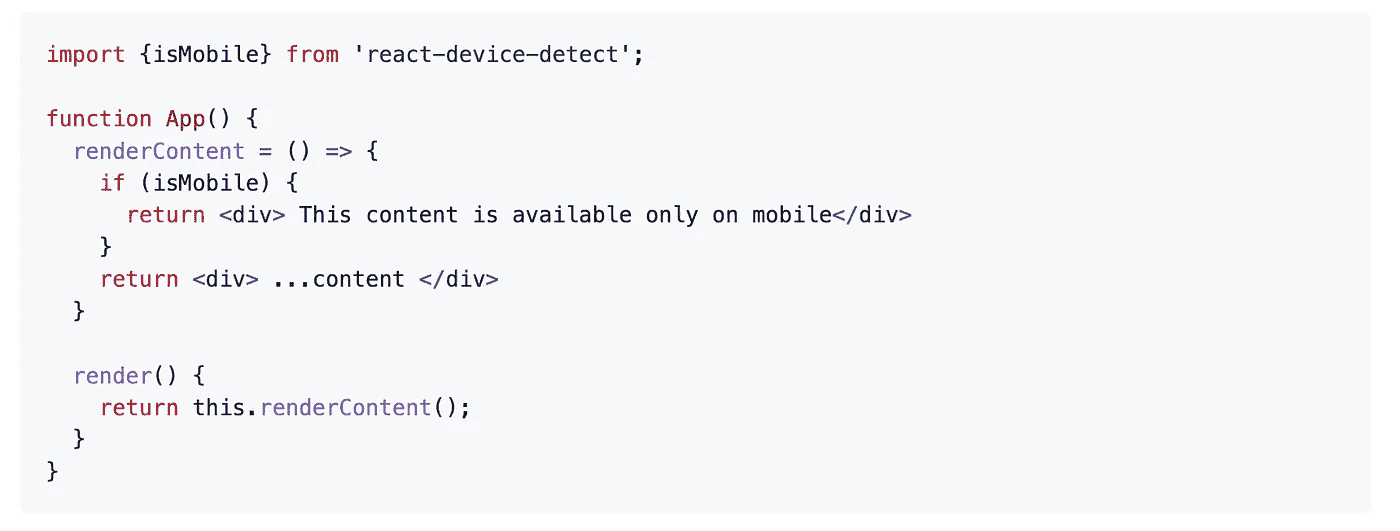 import {isMobile} from 'react-device-detect';
function App() {
renderContent = () => {
if (isMobile) {
return <div> This content is available only on mobile</div>
}
return <div> ...content </div>
}
render() {
return this.renderContent();
}
}